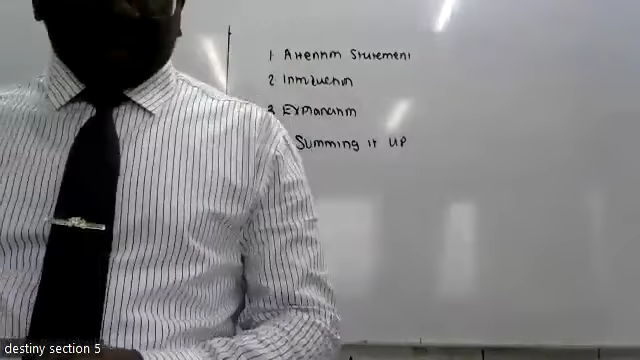 1 Attention Statement
2 Introduction
3 Explanation
Summing it up
destiny section 5